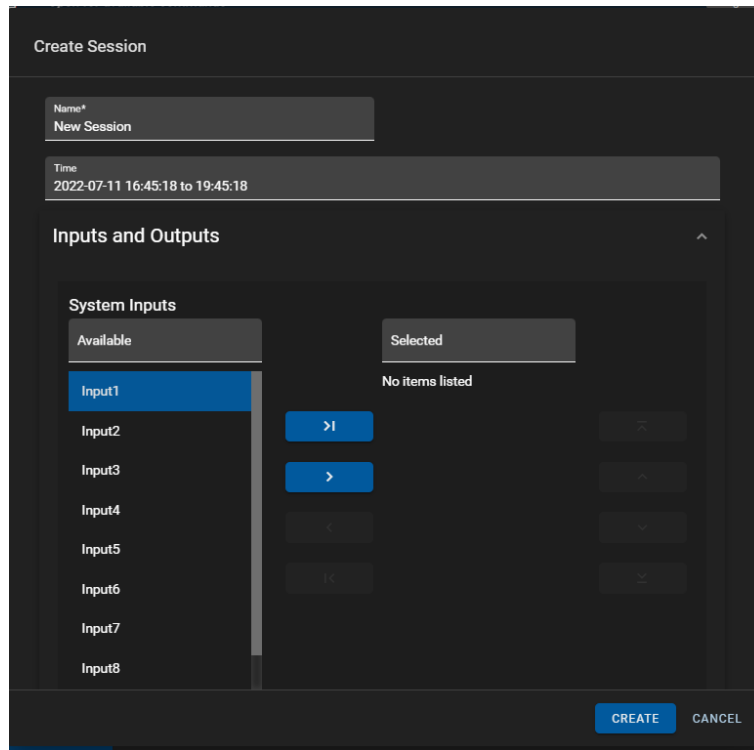 Create Session
Name*
New Session
Time
2022-07-11 16:45:18 to 19:45:18
Inputs and Outputs
System Inputs
Available
Selected
No items listed
Input1
Input2
Input3
Input4
Input5
Input6
Input7
Input8
CREATE
CANCEL